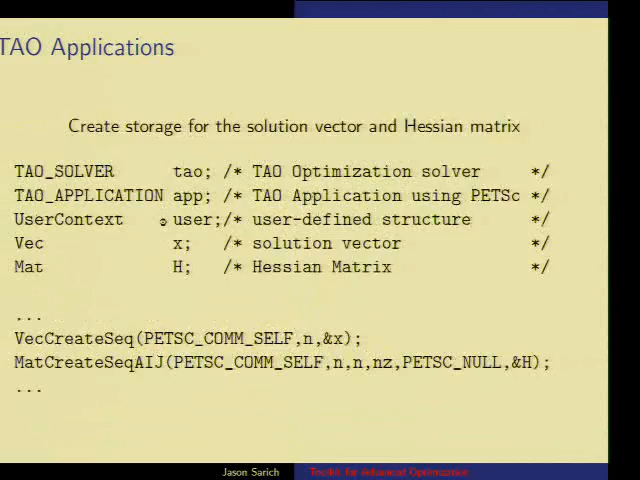 TAO Applications
Create storage for the solution vector and Hessian matrix
TAO_SOLVER tao; /* TAO Optimization solver */
TAO_APPLICATION app; /* TAO Application using PETSc */
UserContext user;/* user-defined structure */
Vec x; /* solution vector */
Mat H; /* Hessian Matrix */
...
VecCreateSeq(PETSC_COMM_SELF,n,&x);
MatCreateSeqAIJ(PETSC_COMM_SELF,n,n,nz,PETSC_NULL,&H);
...
Jason Sarich Toolkit for Advanced Optimization